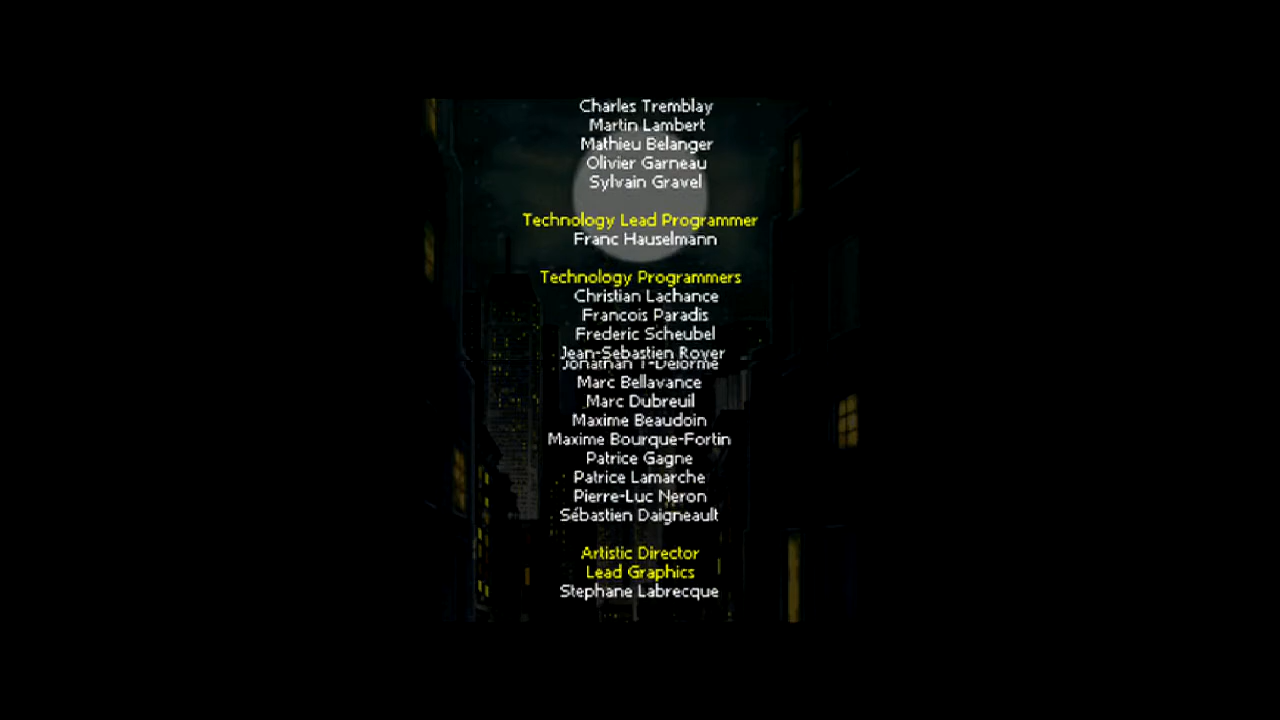 Charles Tremblay
Martin Lambert
Mathieu Belanger
Olivier Garneau
Sylvain Gravel
Technology Lead Programmer
Franc Hauselmann
Technology Programmers
Christian Lachance
Francois Paradis
Frederic Scheubel
Jean-Sebastien Royer
Jonathan T-Delorme
Marc Bellavance
Marc Dubreuil
Maxime Beaudoin
Maxime Bourque-Fortin
Patrice Gagne
Patrice Lamarche
Pierre-Luc Neron
Sébastien Daigneault
Artistic Director
Lead Graphics
Stephane Labrecque